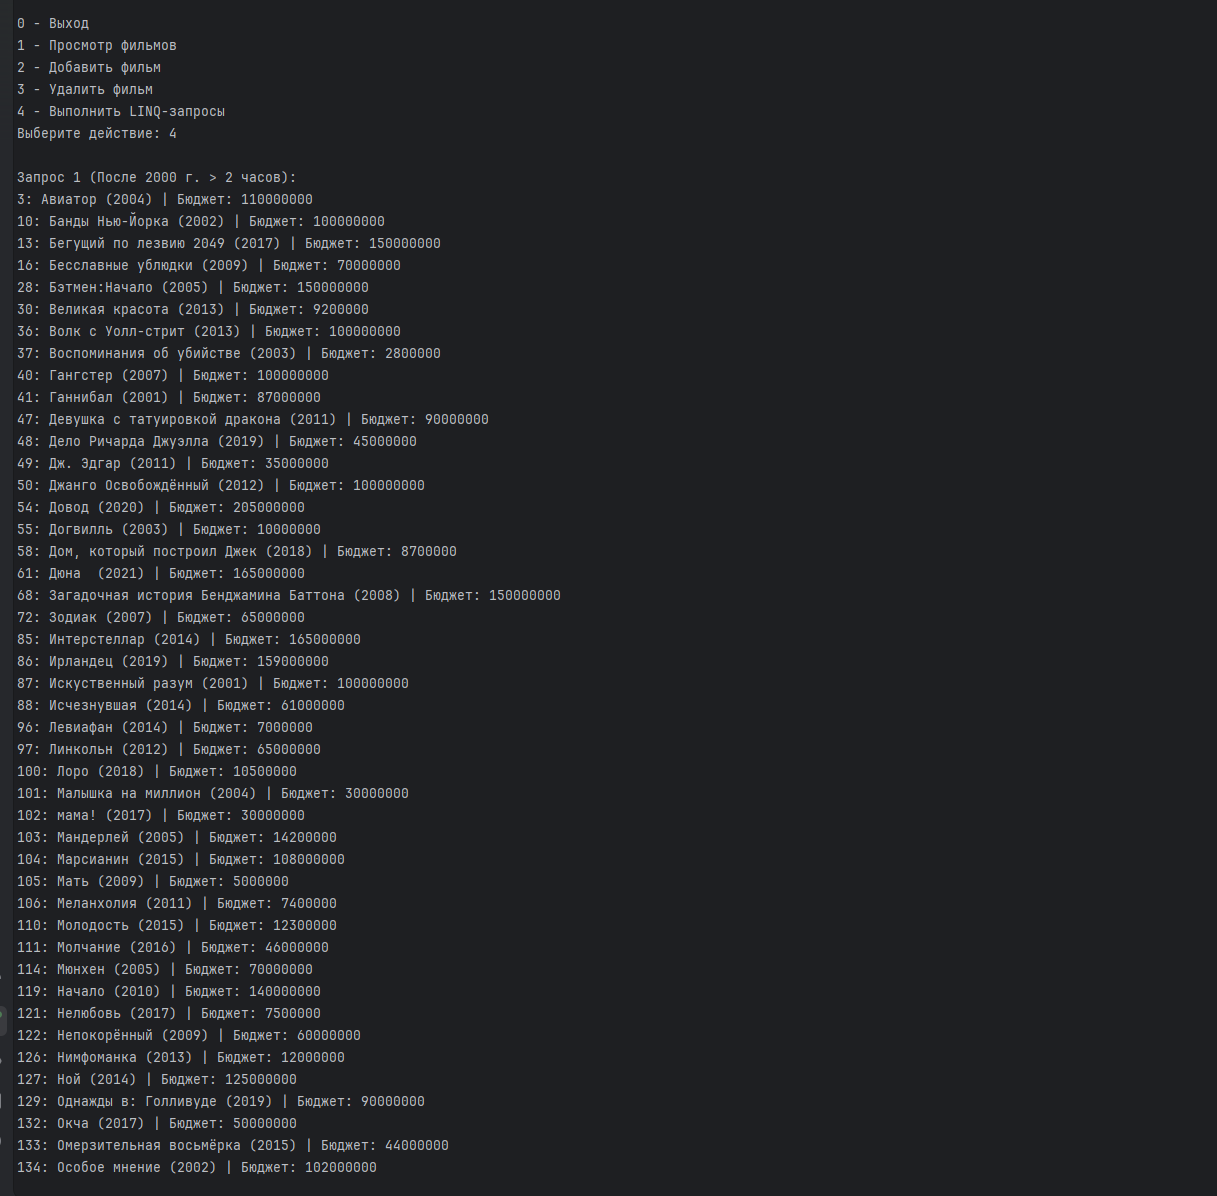 0 - Выход
1 - Просмотр фильмов
2 - Добавить фильм
3 - Удалить фильм
4 - Выполнить LINQ-запросы
Выберите действие: 4
Запрос 1 (После 2000 г. > 2 часов):
3: Авиатор (2004) | Бюджет: 110000000
10: Банды Нью-Йорка (2002) | Бюджет: 100000000
13: Бегущий по лезвию 2049 (2017) | Бюджет: 150000000
16: Бесславные ублюдки (2009) | Бюджет: 70000000
28: Бэтмен:Начало (2005) | Бюджет: 150000000
30: Великая красота (2013) | Бюджет: 9200000
36: Волк с Уолл-стрит (2013) | Бюджет: 100000000
37: Воспоминания об убийстве (2003) | Бюджет: 2800000
40: Гангстер (2007) | Бюджет: 100000000
41: Ганнибал (2001) | Бюджет: 87000000
47: Девушка с татуировкой дракона (2011) | Бюджет: 90000000
48: Дело Ричарда Джуэлла (2019) | Бюджет: 45000000
49: Дж. Эдгар (2011) | Бюджет: 35000000
50: Джанго Освобождённый (2012) | Бюджет: 100000000
54: Довод (2020) | Бюджет: 205000000
55: Догвилль (2003) | Бюджет: 10000000
58: Дом, который построил Джек (2018) | Бюджет: 8700000
61: Дюна  (2021) | Бюджет: 165000000
68: Загадочная история Бенджамина Баттона (2008) | Бюджет: 150000000
72: Зодиак (2007) | Бюджет: 65000000
85: Интерстеллар (2014) | Бюджет: 165000000
86: Ирландец (2019) | Бюджет: 159000000
87: Искуственный разум (2001) | Бюджет: 100000000
88: Исчезнувшая (2014) | Бюджет: 61000000
96: Левиафан (2014) | Бюджет: 7000000
97: Линкольн (2012) | Бюджет: 65000000
100: Лоро (2018) | Бюджет: 10500000
101: Малышка на миллион (2004) | Бюджет: 30000000
102: мама! (2017) | Бюджет: 30000000
103: Мандерлей (2005) | Бюджет: 14200000
104: Марсианин (2015) | Бюджет: 108000000
105: Мать (2009) | Бюджет: 5000000
106: Меланхолия (2011) | Бюджет: 7400000
110: Молодость (2015) | Бюджет: 12300000
111: Молчание (2016) | Бюджет: 46000000
114: Мюнхен (2005) | Бюджет: 70000000
119: Начало (2010) | Бюджет: 140000000
121: Нелюбовь (2017) | Бюджет: 7500000
122: Непокорённый (2009) | Бюджет: 60000000
126: Нимфоманка (2013) | Бюджет: 12000000
127: Ной (2014) | Бюджет: 125000000
129: Однажды в: Голливуде (2019) | Бюджет: 90000000
132: Окча (2017) | Бюджет: 50000000
133: Омерзительная восьмёрка (2015) | Бюджет: 44000000
134: Особое мнение (2002) | Бюджет: 102000000